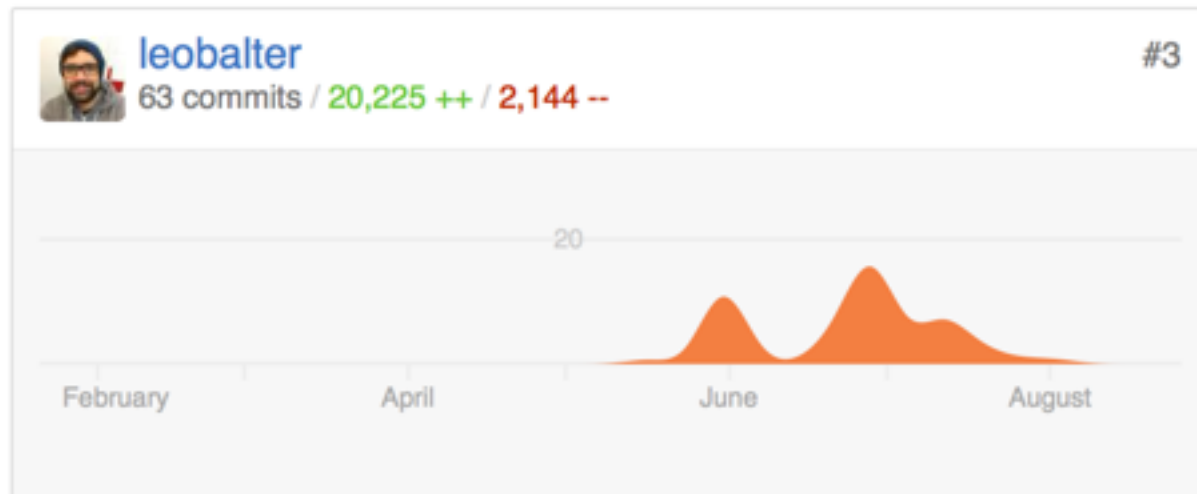 leobalter #3
63 commits / 20,225 ++ / 2,144 --
20
February April June August